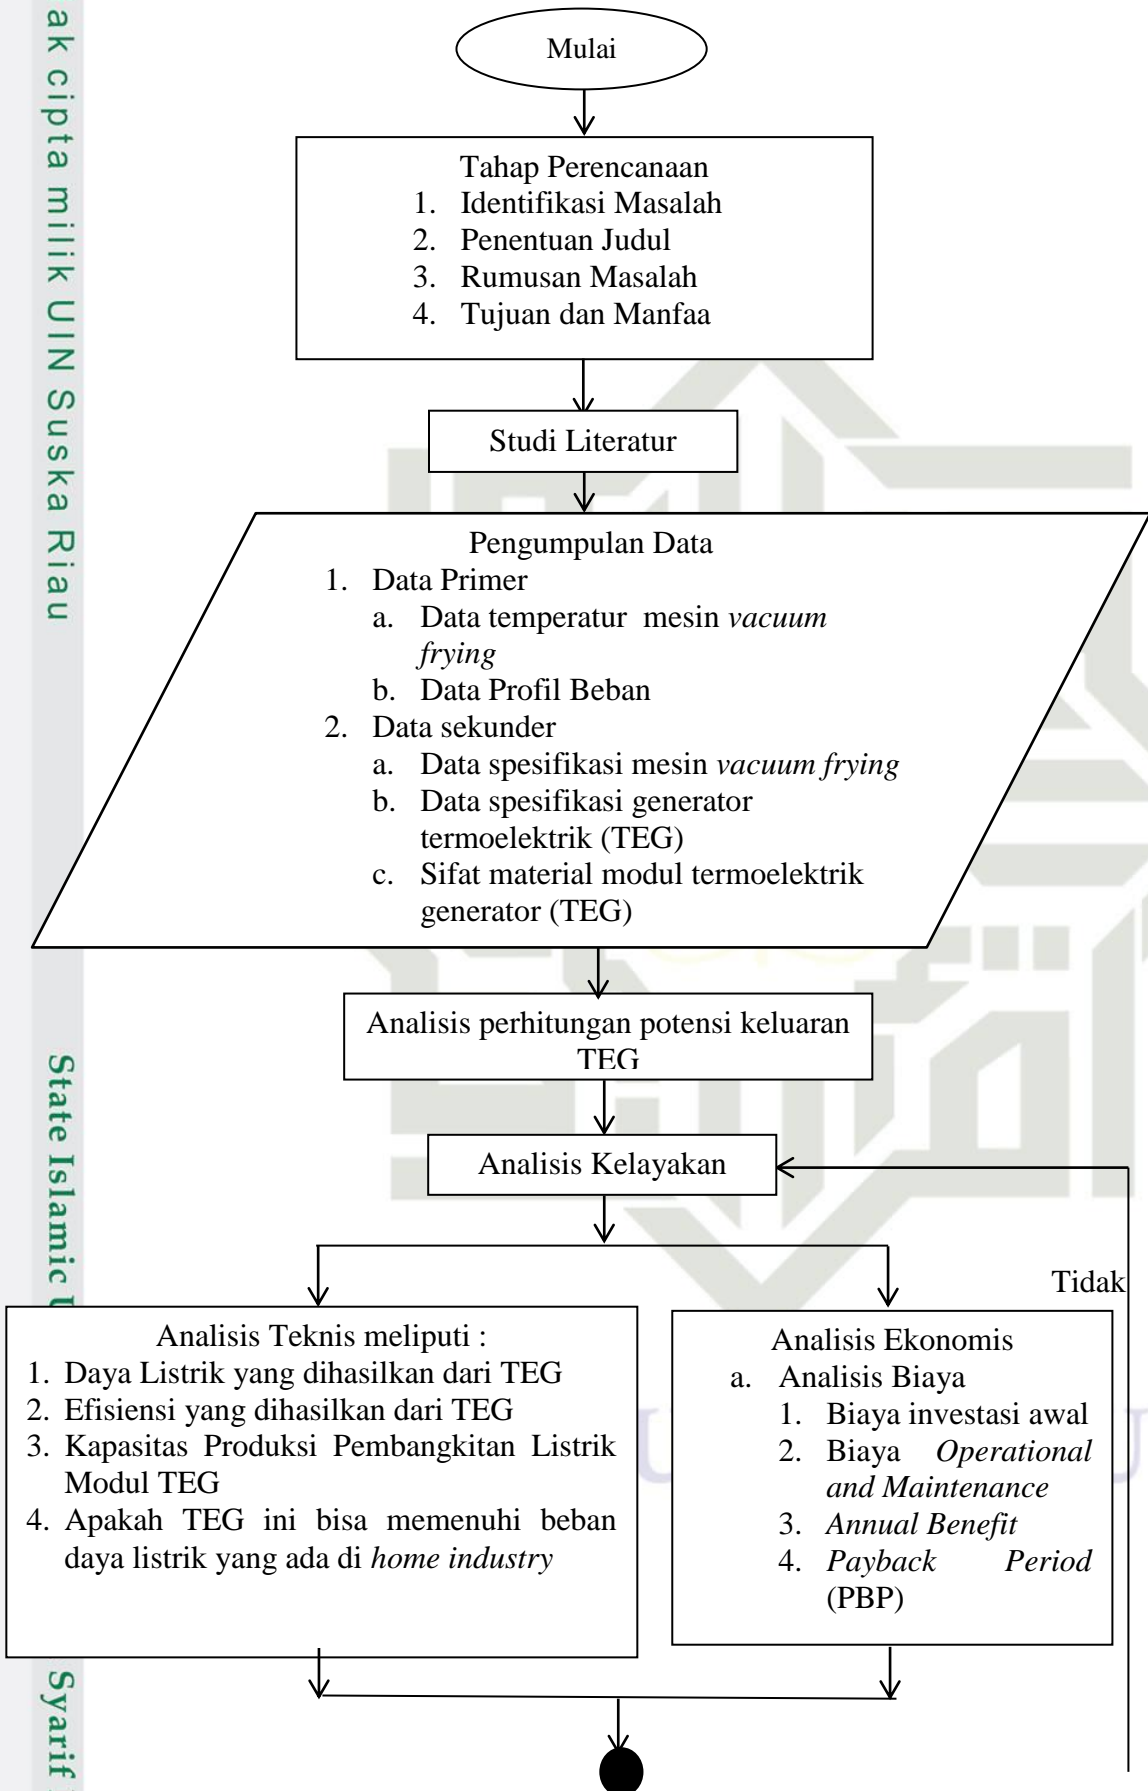 ak cipta milik UIN Suska Riau
State Islamic U
Syarif
Mulai
Tahap Perencanaan
1. Identifikasi Masalah
2. Penentuan Judul
3. Rumusan Masalah
4. Tujuan dan Manfaa
Studi Literatur
Pengumpulan Data
1. Data Primer
a. Data temperatur mesin vacuum
frying
b. Data Profil Beban
2. Data sekunder
a. Data spesifikasi mesin vacuum frying
b. Data spesifikasi generator
termoelektrik (TEG)
c. Sifat material modul termoelektrik
generator (TEG)
Analisis perhitungan potensi keluaran
TEG
Analisis Kelayakan
Tidak
Analisis Teknis meliputi :
1. Daya Listrik yang dihasilkan dari TEG
2. Efisiensi yang dihasilkan dari TEG
3. Kapasitas Produksi Pembangkitan Listrik
Modul TEG
4. Apakah TEG ini bisa memenuhi beban
daya listrik yang ada di home industry
Analisis Ekonomis
a. Analisis Biaya
1. Biaya investasi awal
2. Biaya Operational
and Maintenance
3. Annual Benefit
4. Payback Period
(PBP)